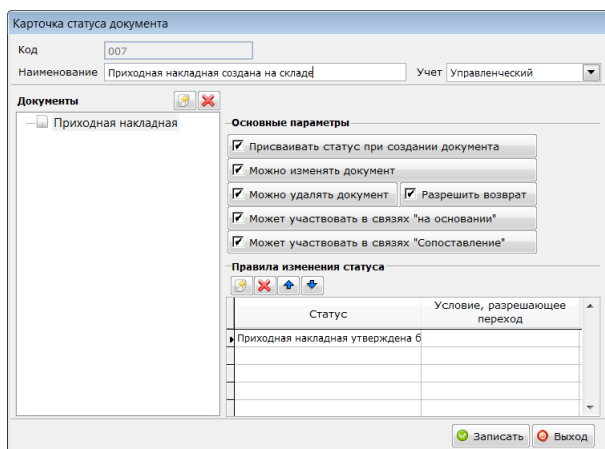 Карточка статуса документа
Код 007
Наименование Приходная накладная создана на складе Учет Управленческий
Документы
Приходная накладная
Основные параметры
Присваивать статус при создании документа
Можно изменять документ
Можно удалять документ Разрешить возврат
Может участвовать в связях "на основании"
Может участвовать в связях "Сопоставление"
Правила изменения статуса
Статус Условие, разрешающее
переход
Приходная накладная утверждена б
Записать Выход